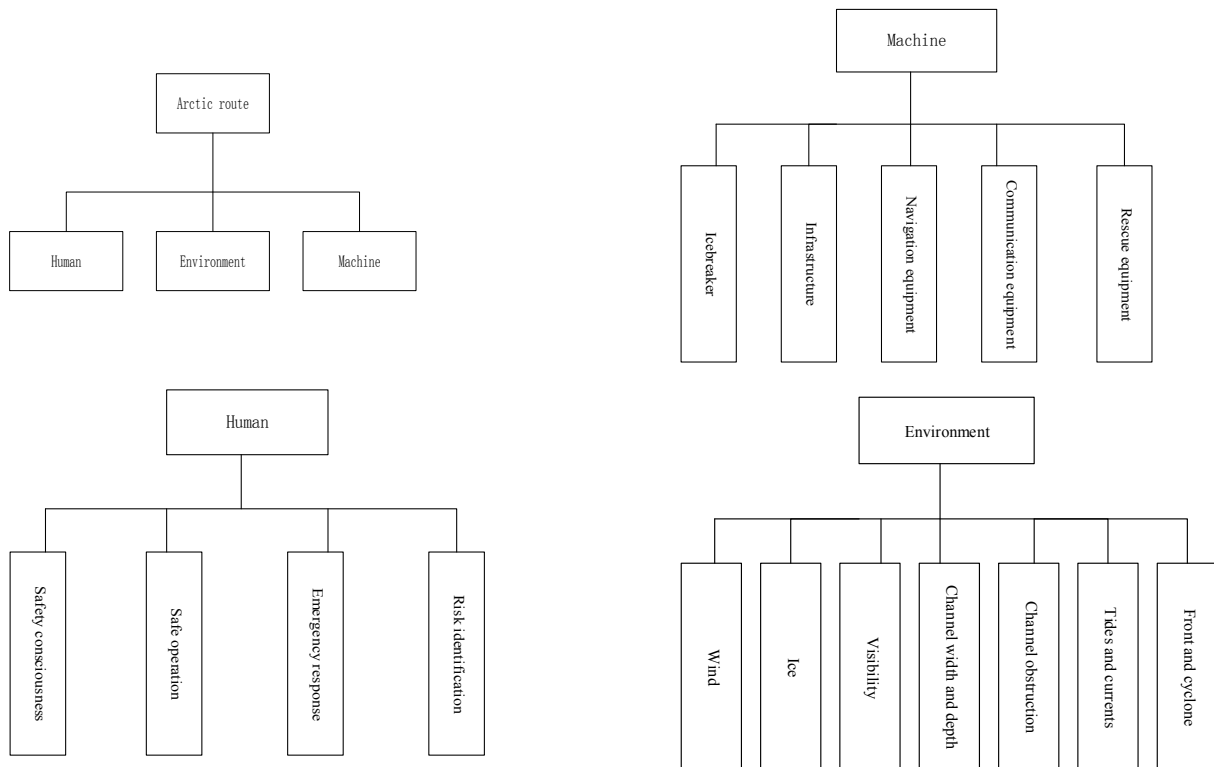 Arctic route
Human
Environment
Machine
Machine
Icebreaker
Infrastructure
Navigation equipment
Communication equipment
Rescue equipment
Human
Safety consciousness
Safe operation
Emergency response
Risk identification
Environment
Wind
Ice
Visibility
Channel width and depth
Channel obstruction
Tides and currents
Front and cyclone